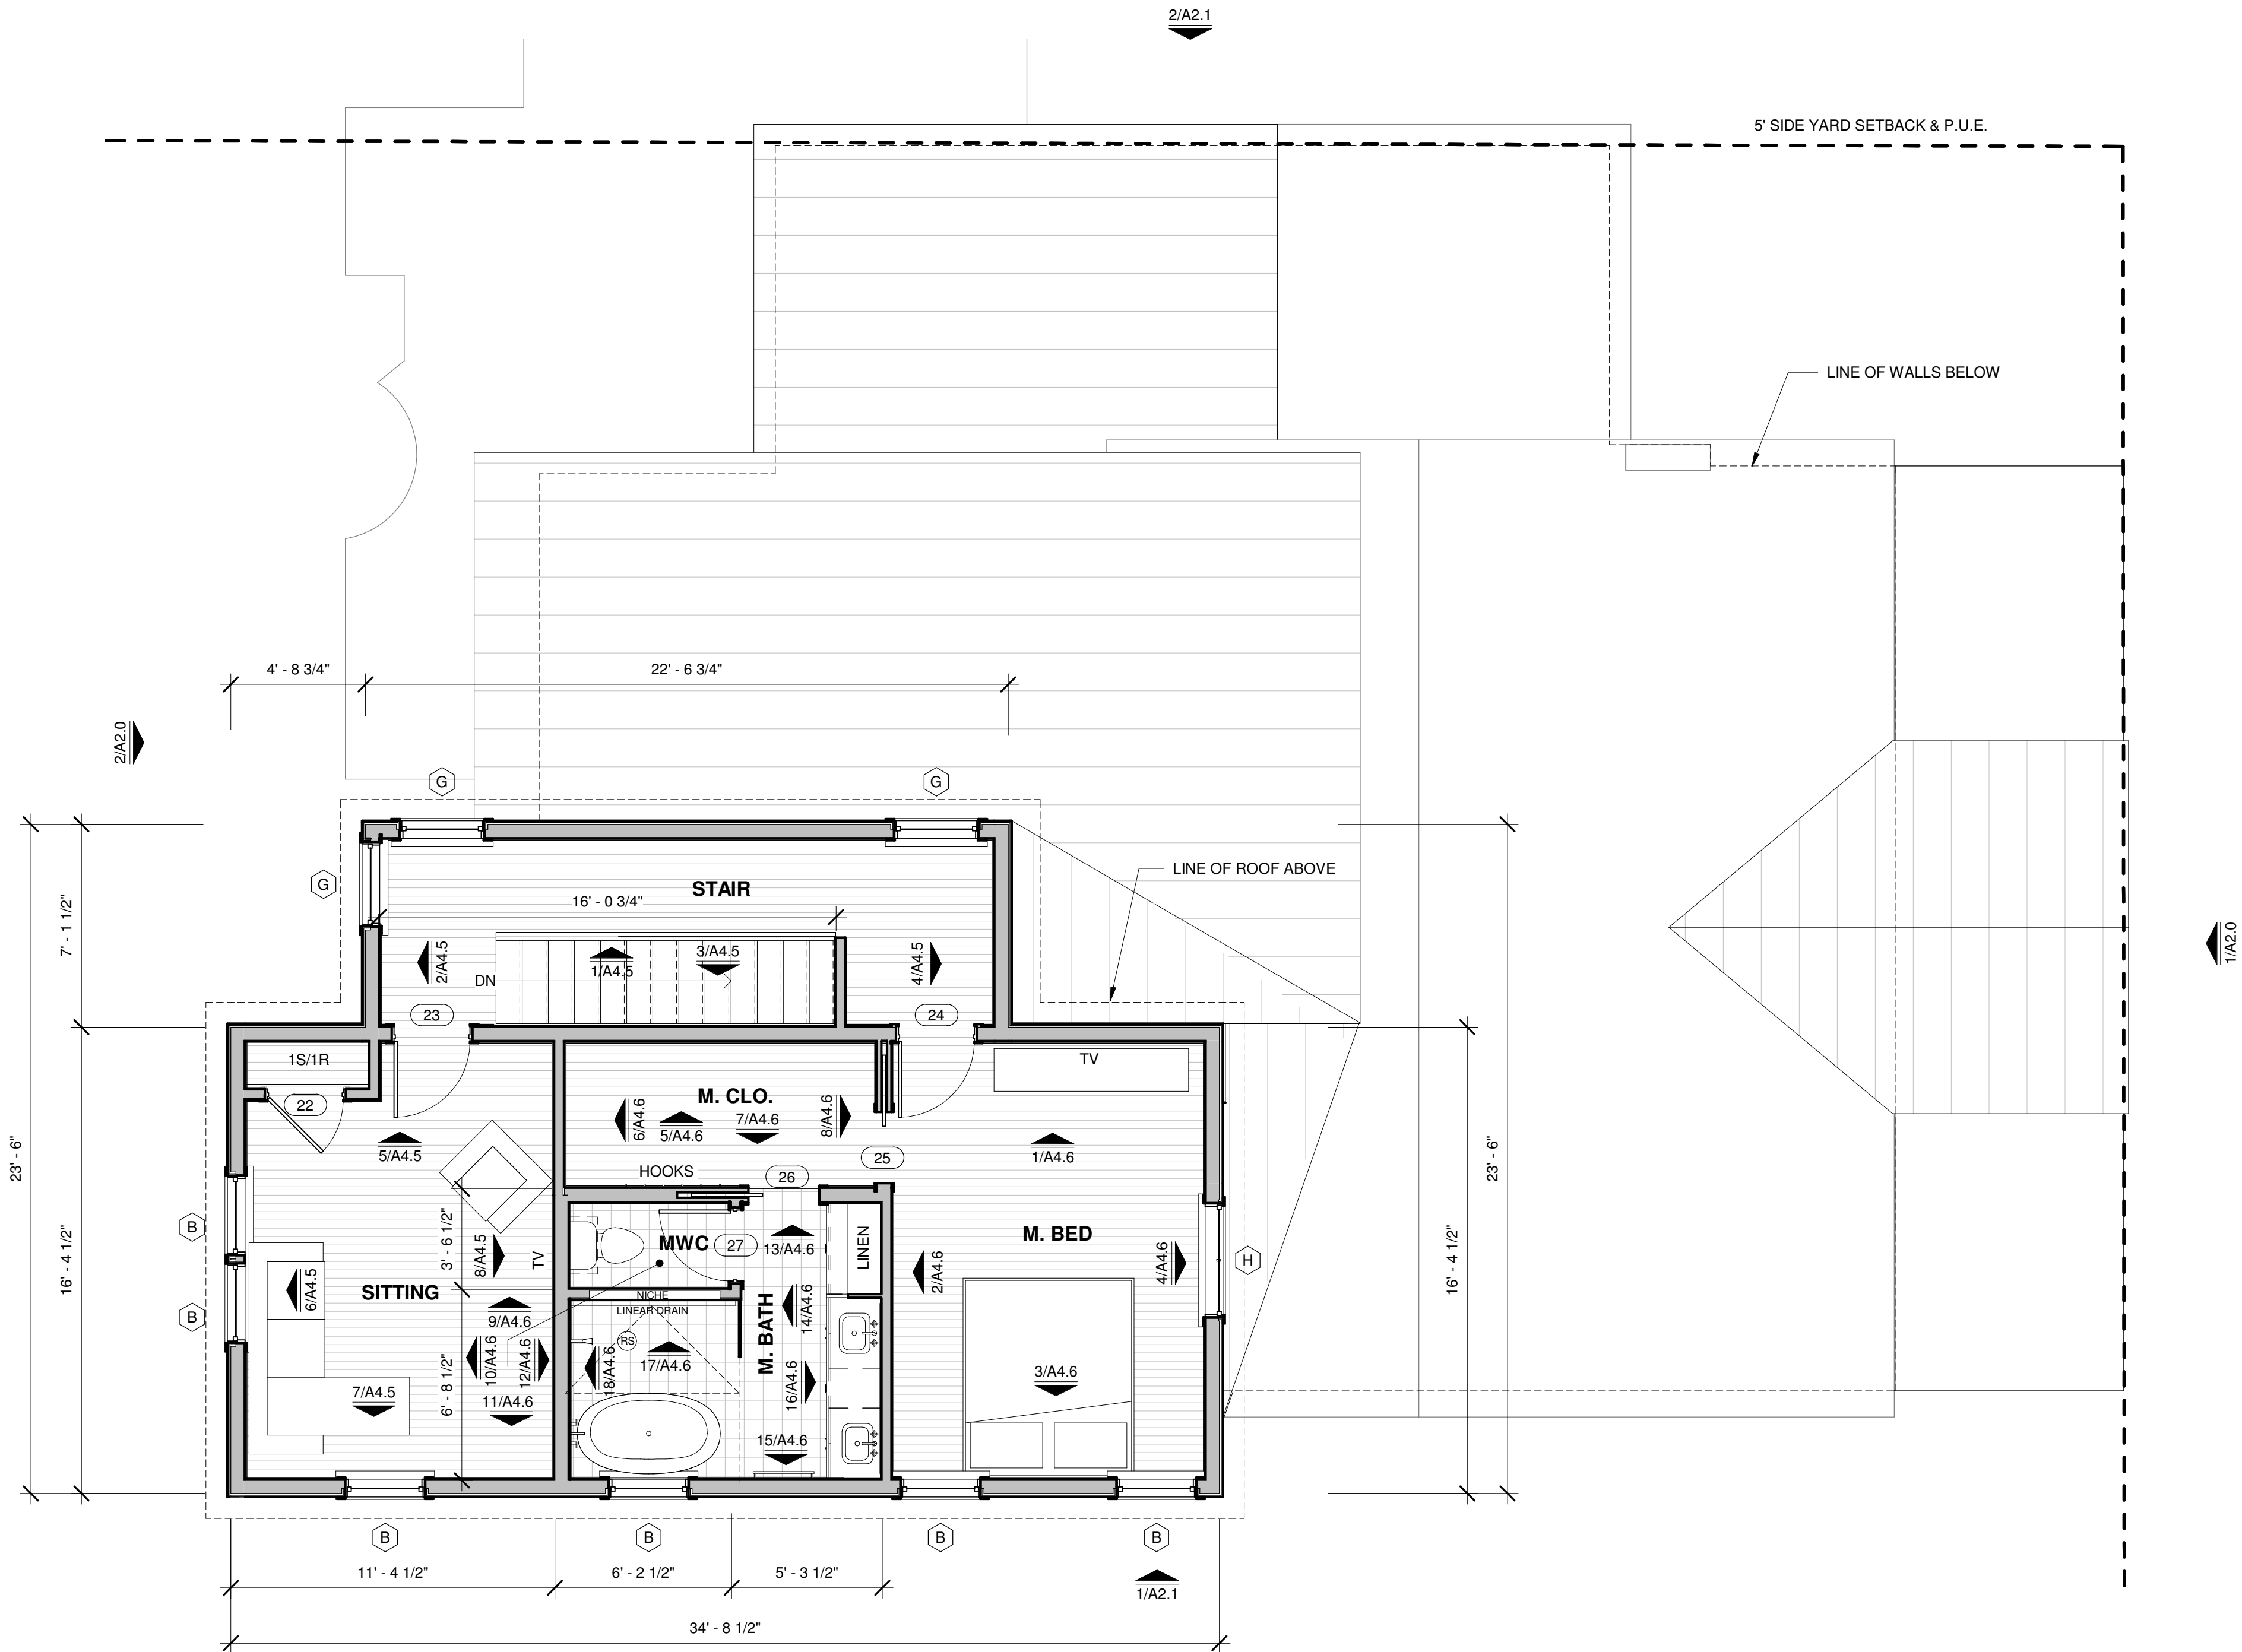 2/A2.1
5' SIDE YARD SETBACK & P.U.E.
LINE OF WALLS BELOW
4' - 8 3/4"
22' - 6 3/4"
2/A2.0
G
G
LINE OF ROOF ABOVE
G
STAIR
16' - 0 3/4"
7' - 1 1/2"
1/A2.0
2/A4.5
1/A4.5
3/A4.5
4/A4.5
DN
23
24
1S/1R
TV
22
M. CLO.
6/A4.6
5/A4.6
7/A4.6
8/A4.6
5/A4.5
1/A4.6
25
23' - 6"
23' - 6"
HOOKS
26
B
3' - 6 1/2"
8/A4.5
TV
MWC
27
13/A4.6
LINEN
M. BED
2/A4.6
4/A4.6
H
16' - 4 1/2"
16' - 4 1/2"
6/A4.5
SITTING
B
NICHE
LINEAR DRAIN
9/A4.6
M. BATH
14/A4.6
RS
10/A4.6
12/A4.6
17/A4.6
18/A4.6
16/A4.6
3/A4.6
6' - 8 1/2"
7/A4.5
11/A4.6
15/A4.6
B
B
B
B
11' - 4 1/2"
6' - 2 1/2"
5' - 3 1/2"
1/A2.1
34' - 8 1/2"